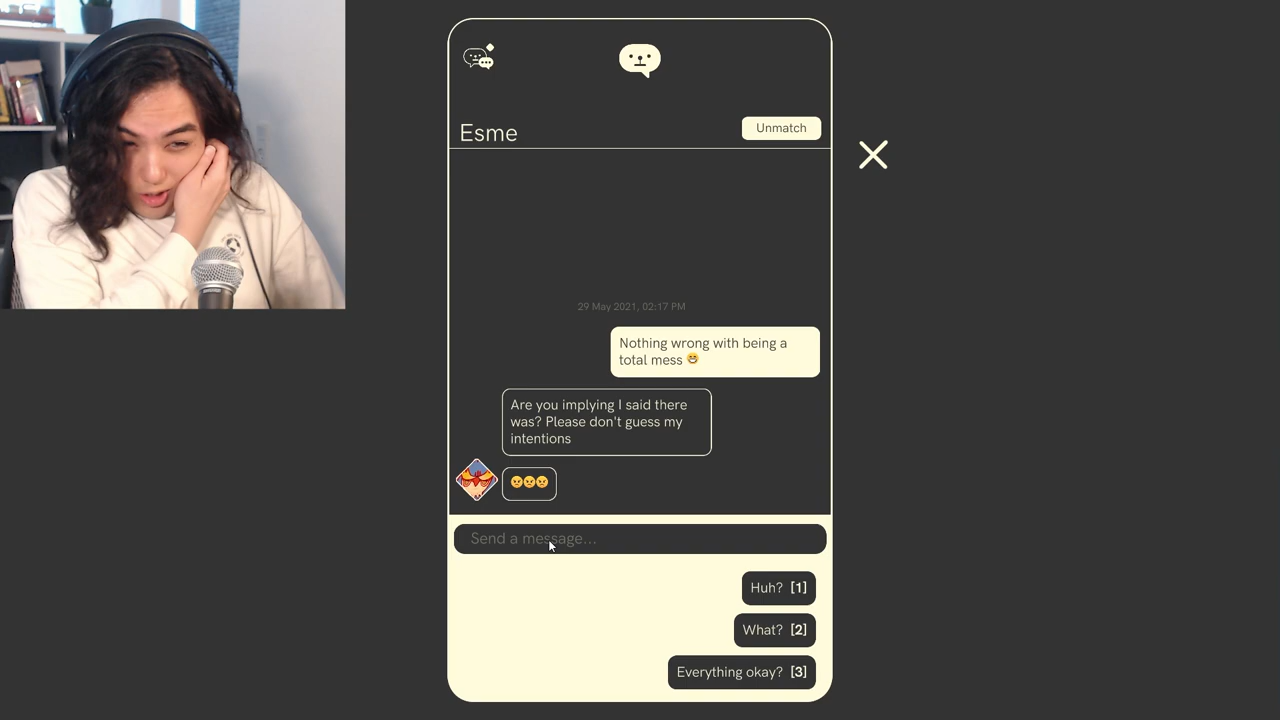 Esme
Unmatch
29 May 2021, 02:17 PM
Nothing wrong with being a
total mess 😁
Are you implying I said there
was? Please don't guess my
intentions
😠😠😠
Send a message...
Huh? [1]
What? [2]
Everything okay? [3]